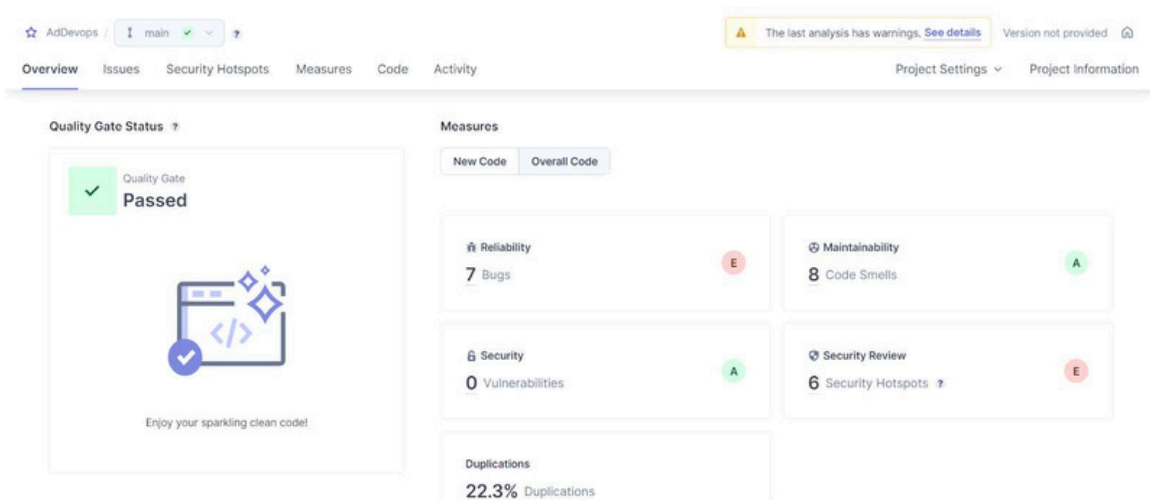 AdDevops / main ?
The last analysis has warnings. See details Version not provided
Overview Issues Security Hotspots Measures Code Activity Project Settings Project Information
Quality Gate Status ?
Quality Gate
Passed
</>
Enjoy your sparkling clean code!
Measures
New Code Overall Code
Reliability
7 Bugs
E
Maintainability
8 Code Smells
A
Security
0 Vulnerabilities
A
Security Review
6 Security Hotspots ?
E
Duplications
22.3% Duplications